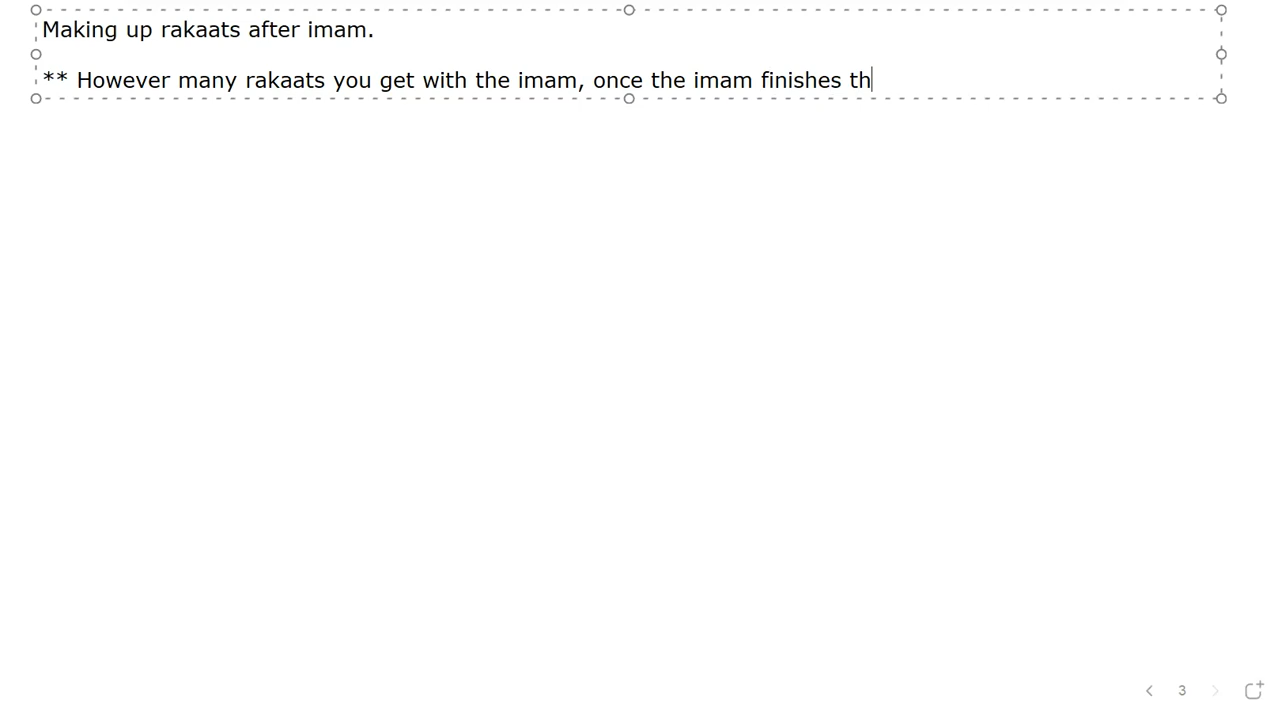 Making up rakaats after imam.
** However many rakaats you get with the imam, once the imam finishes th
3